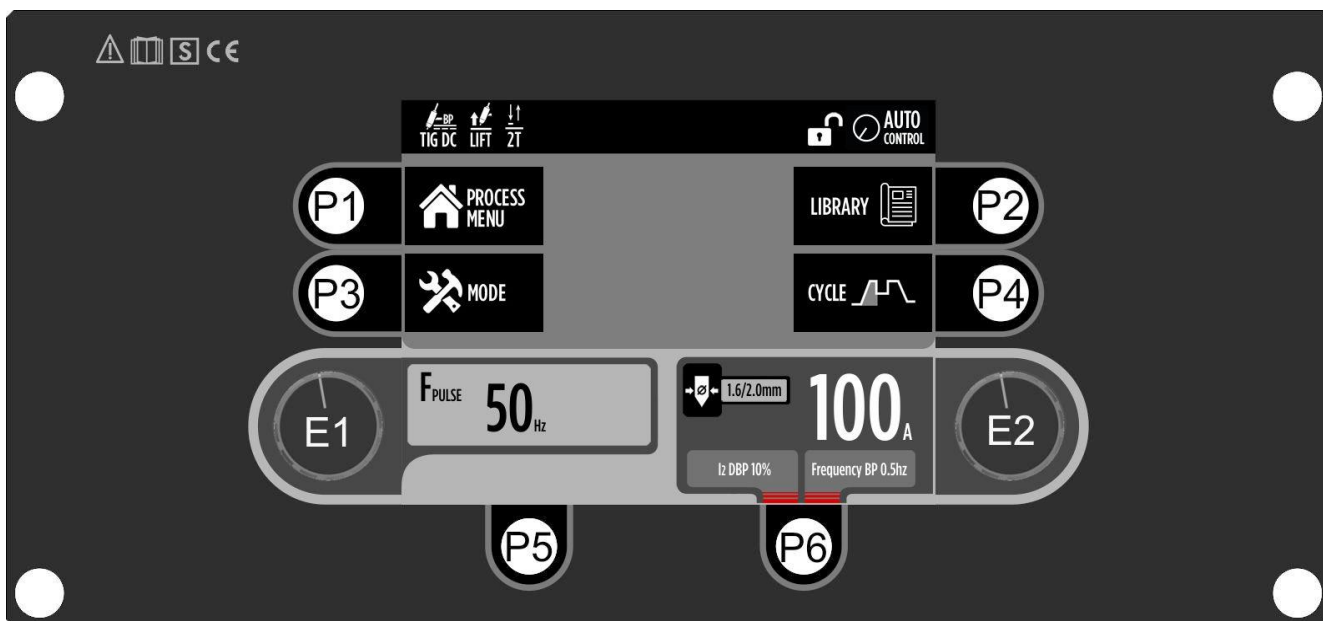 S CE
BP
TIG DC LIFT 2T
AUTO
CONTROL
P1
PROCESS
MENU
LIBRARY
P2
P3
MODE
CYCLE
P4
E1
FPULSE 50Hz
Ø 1.6/2.0mm
100A
E2
I2 DBP 10%
Frequency BP 0.5hz
P5
P6